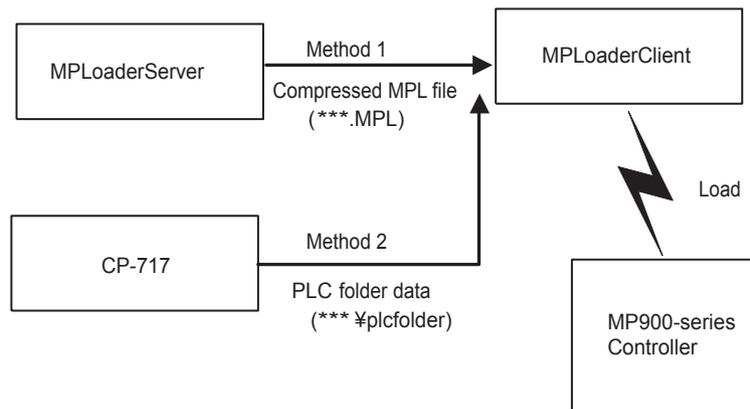 MPLoaderServer
Method 1
MPLoaderClient
Compressed MPL file
(***.MPL)
Load
CP-717
Method 2
PLC folder data
(*** ¥plcfolder)
MP900-series
Controller